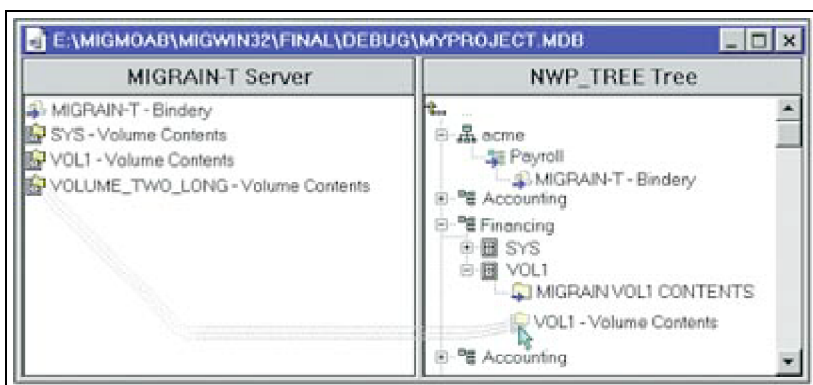 E:\MIGMOAB\MIGWIN32\FINAL\DEBUG\MYPROJECT.MDB
MIGRAIN-T Server
MIGRAIN-T - Bindery
SYS - Volume Contents
VOL1 - Volume Contents
VOLUME_TWO_LONG - Volume Contents
NWP_TREE Tree
...
acme
Payroll
MIGRAIN-T - Bindery
Accounting
Financing
SYS
VOL1
MIGRAIN VOL1 CONTENTS
VOL1 - Volume Contents
Accounting